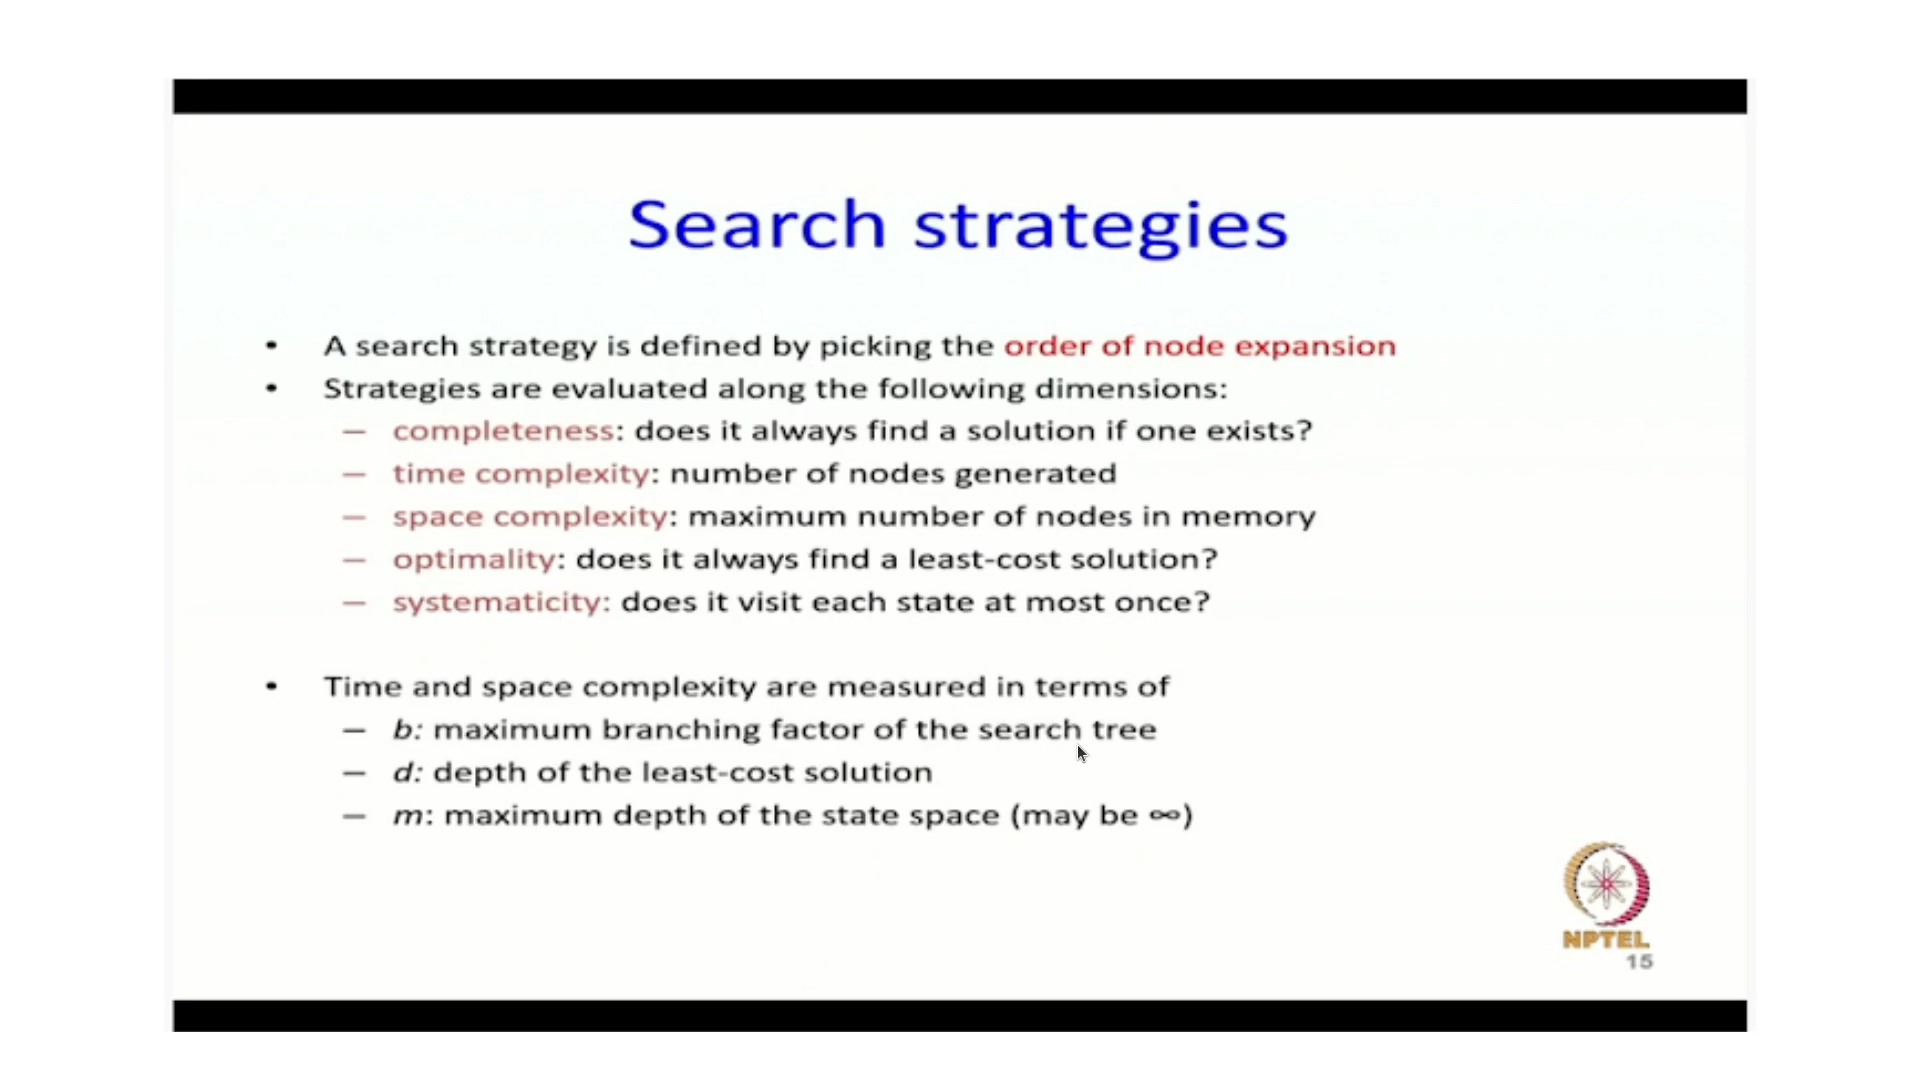 Search strategies
• A search strategy is defined by picking the order of node expansion
• Strategies are evaluated along the following dimensions:
– completeness: does it always find a solution if one exists?
– time complexity: number of nodes generated
– space complexity: maximum number of nodes in memory
– optimality: does it always find a least-cost solution?
– systematicity: does it visit each state at most once?
• Time and space complexity are measured in terms of
– b: maximum branching factor of the search tree
– d: depth of the least-cost solution
– m: maximum depth of the state space (may be ∞)
NPTEL
15